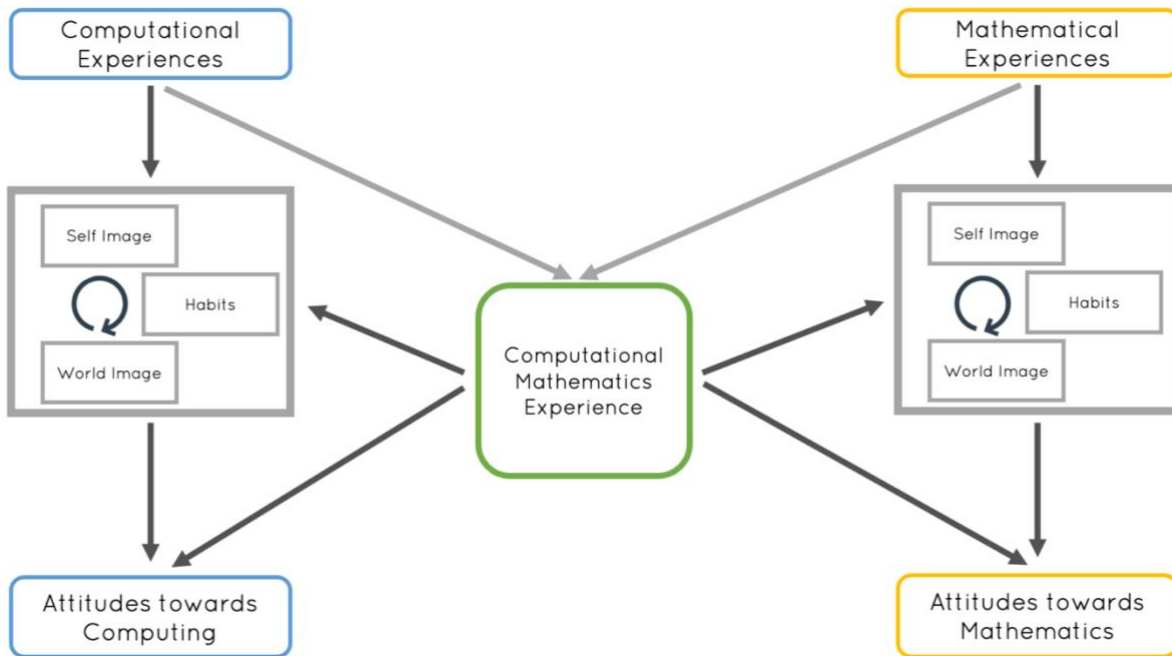 Computational
Experiences
Mathematical
Experiences
Self Image
Habits
World Image
Computational
Mathematics
Experience
Self Image
Habits
World Image
Attitudes towards
Computing
Attitudes towards
Mathematics